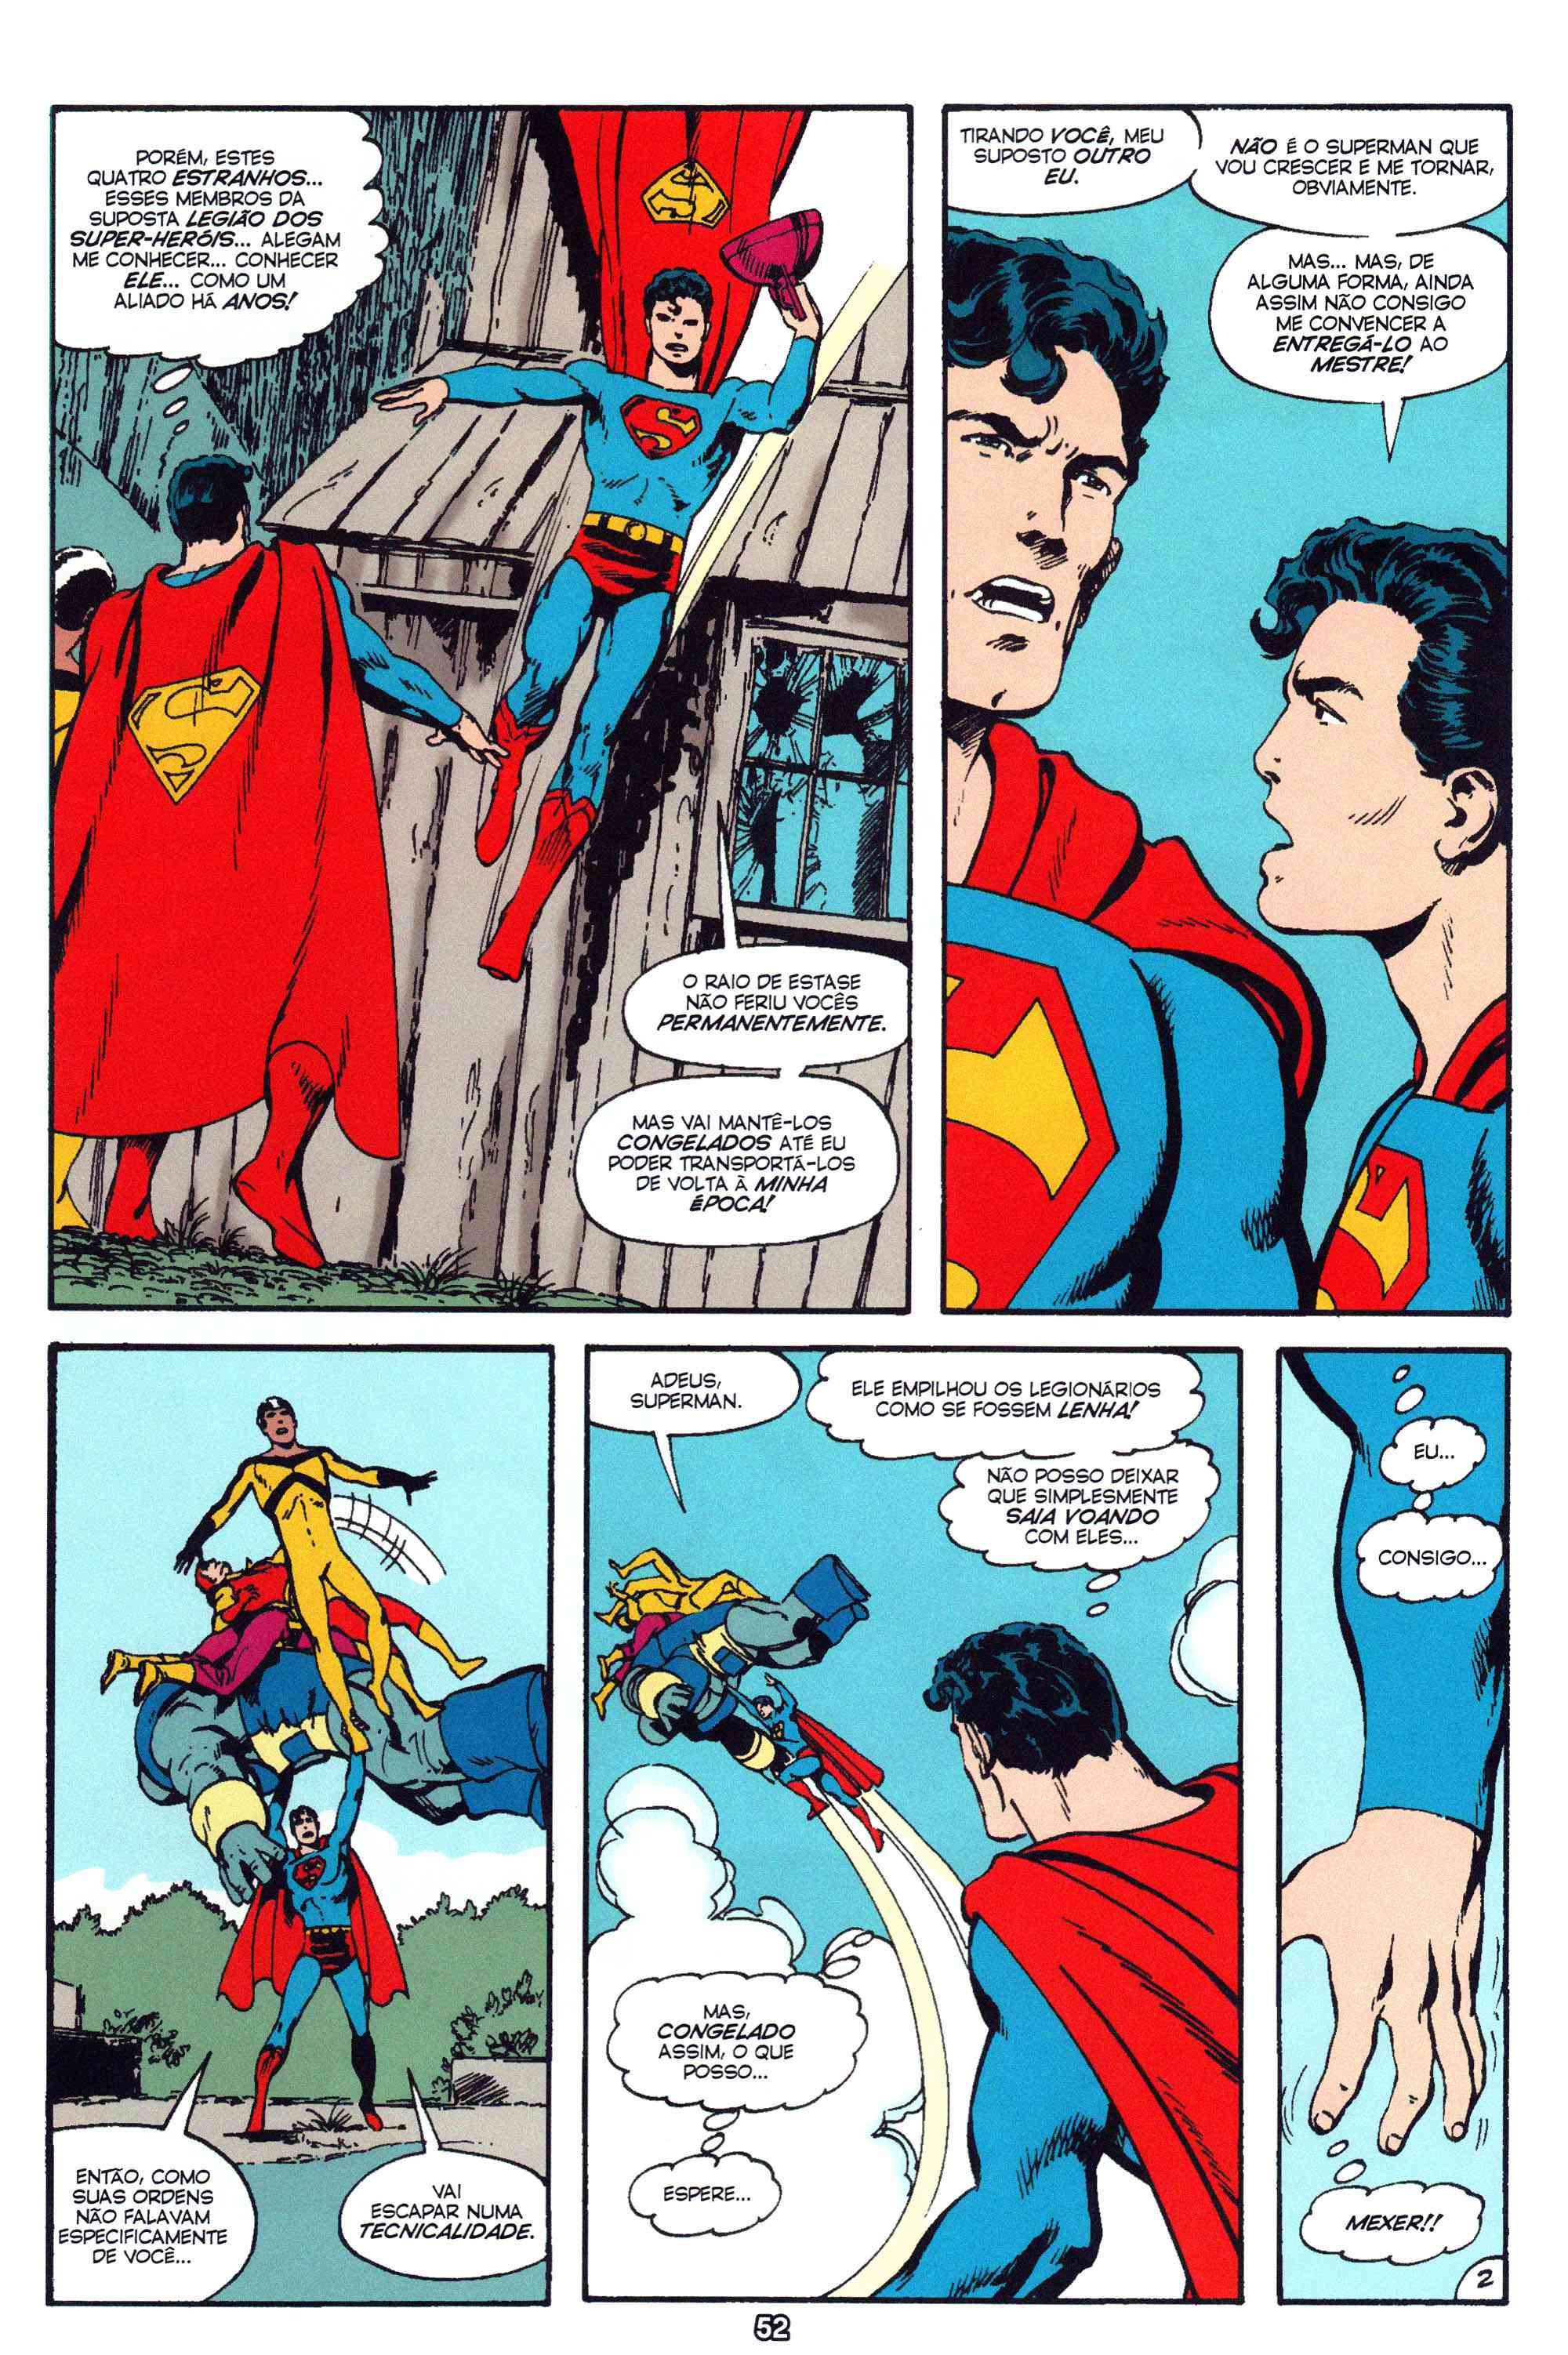 PORÉM, ESTES
QUATRO ESTRANHOS...
ESSES MEMBROS DA
SUPOSTA LEGIÃO DOS
SUPER-HERÓIS... ALEGAM
ME CONHECER... CONHECER
ELE... COMO UM
ALIADO HÁ ANOS!
O RAIO DE ESTASE
NÃO FERIU VOCÊS
PERMANENTEMENTE.
MAS VAI MANTÊ-LOS
CONGELADOS ATÉ EU
PODER TRANSPORTÁ-LOS
DE VOLTA À MINHA
ÉPOCA!
TIRANDO VOCÊ, MEU
SUPOSTO OUTRO
EU.
NÃO É O SUPERMAN QUE
VOU CRESCER E ME TORNAR,
OBVIAMENTE.
MAS... MAS, DE
ALGUMA FORMA, AINDA
ASSIM NÃO CONSIGO
ME CONVENCER A
ENTREGÁ-LO AO
MESTRE!
ENTÃO, COMO
SUAS ORDENS
NÃO FALAVAM
ESPECIFICAMENTE
DE VOCÊ...
VAI
ESCAPAR NUMA
TECNICALIDADE.
ADEUS,
SUPERMAN.
ELE EMPILHOU OS LEGIONÁRIOS
COMO SE FOSSEM LENHA!
NÃO POSSO DEIXAR
QUE SIMPLESMENTE
SAIA VOANDO
COM ELES...
MAS,
CONGELADO
ASSIM, O QUE
POSSO...
ESPERE...
EU...
CONSIGO...
MEXER!!
2
52